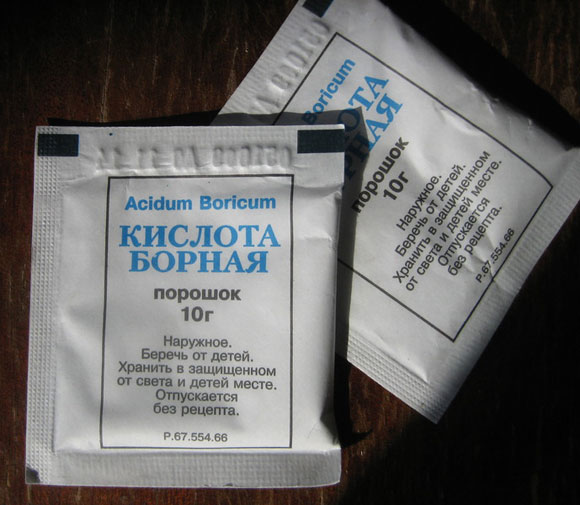 Acidum Boricum
КИСЛОТА
БОРНАЯ
порошок
10г
Наружное.
Беречь от детей.
Хранить в защищенном
от света и детей месте.
Отпускается
без рецепта.
Р.67.554.66
Boricum
порошок
10г
Наружное.
Беречь от детей.
Хранить в защищенном
от света и детей месте.
Отпускается
без рецепта.
Р.67.554.66